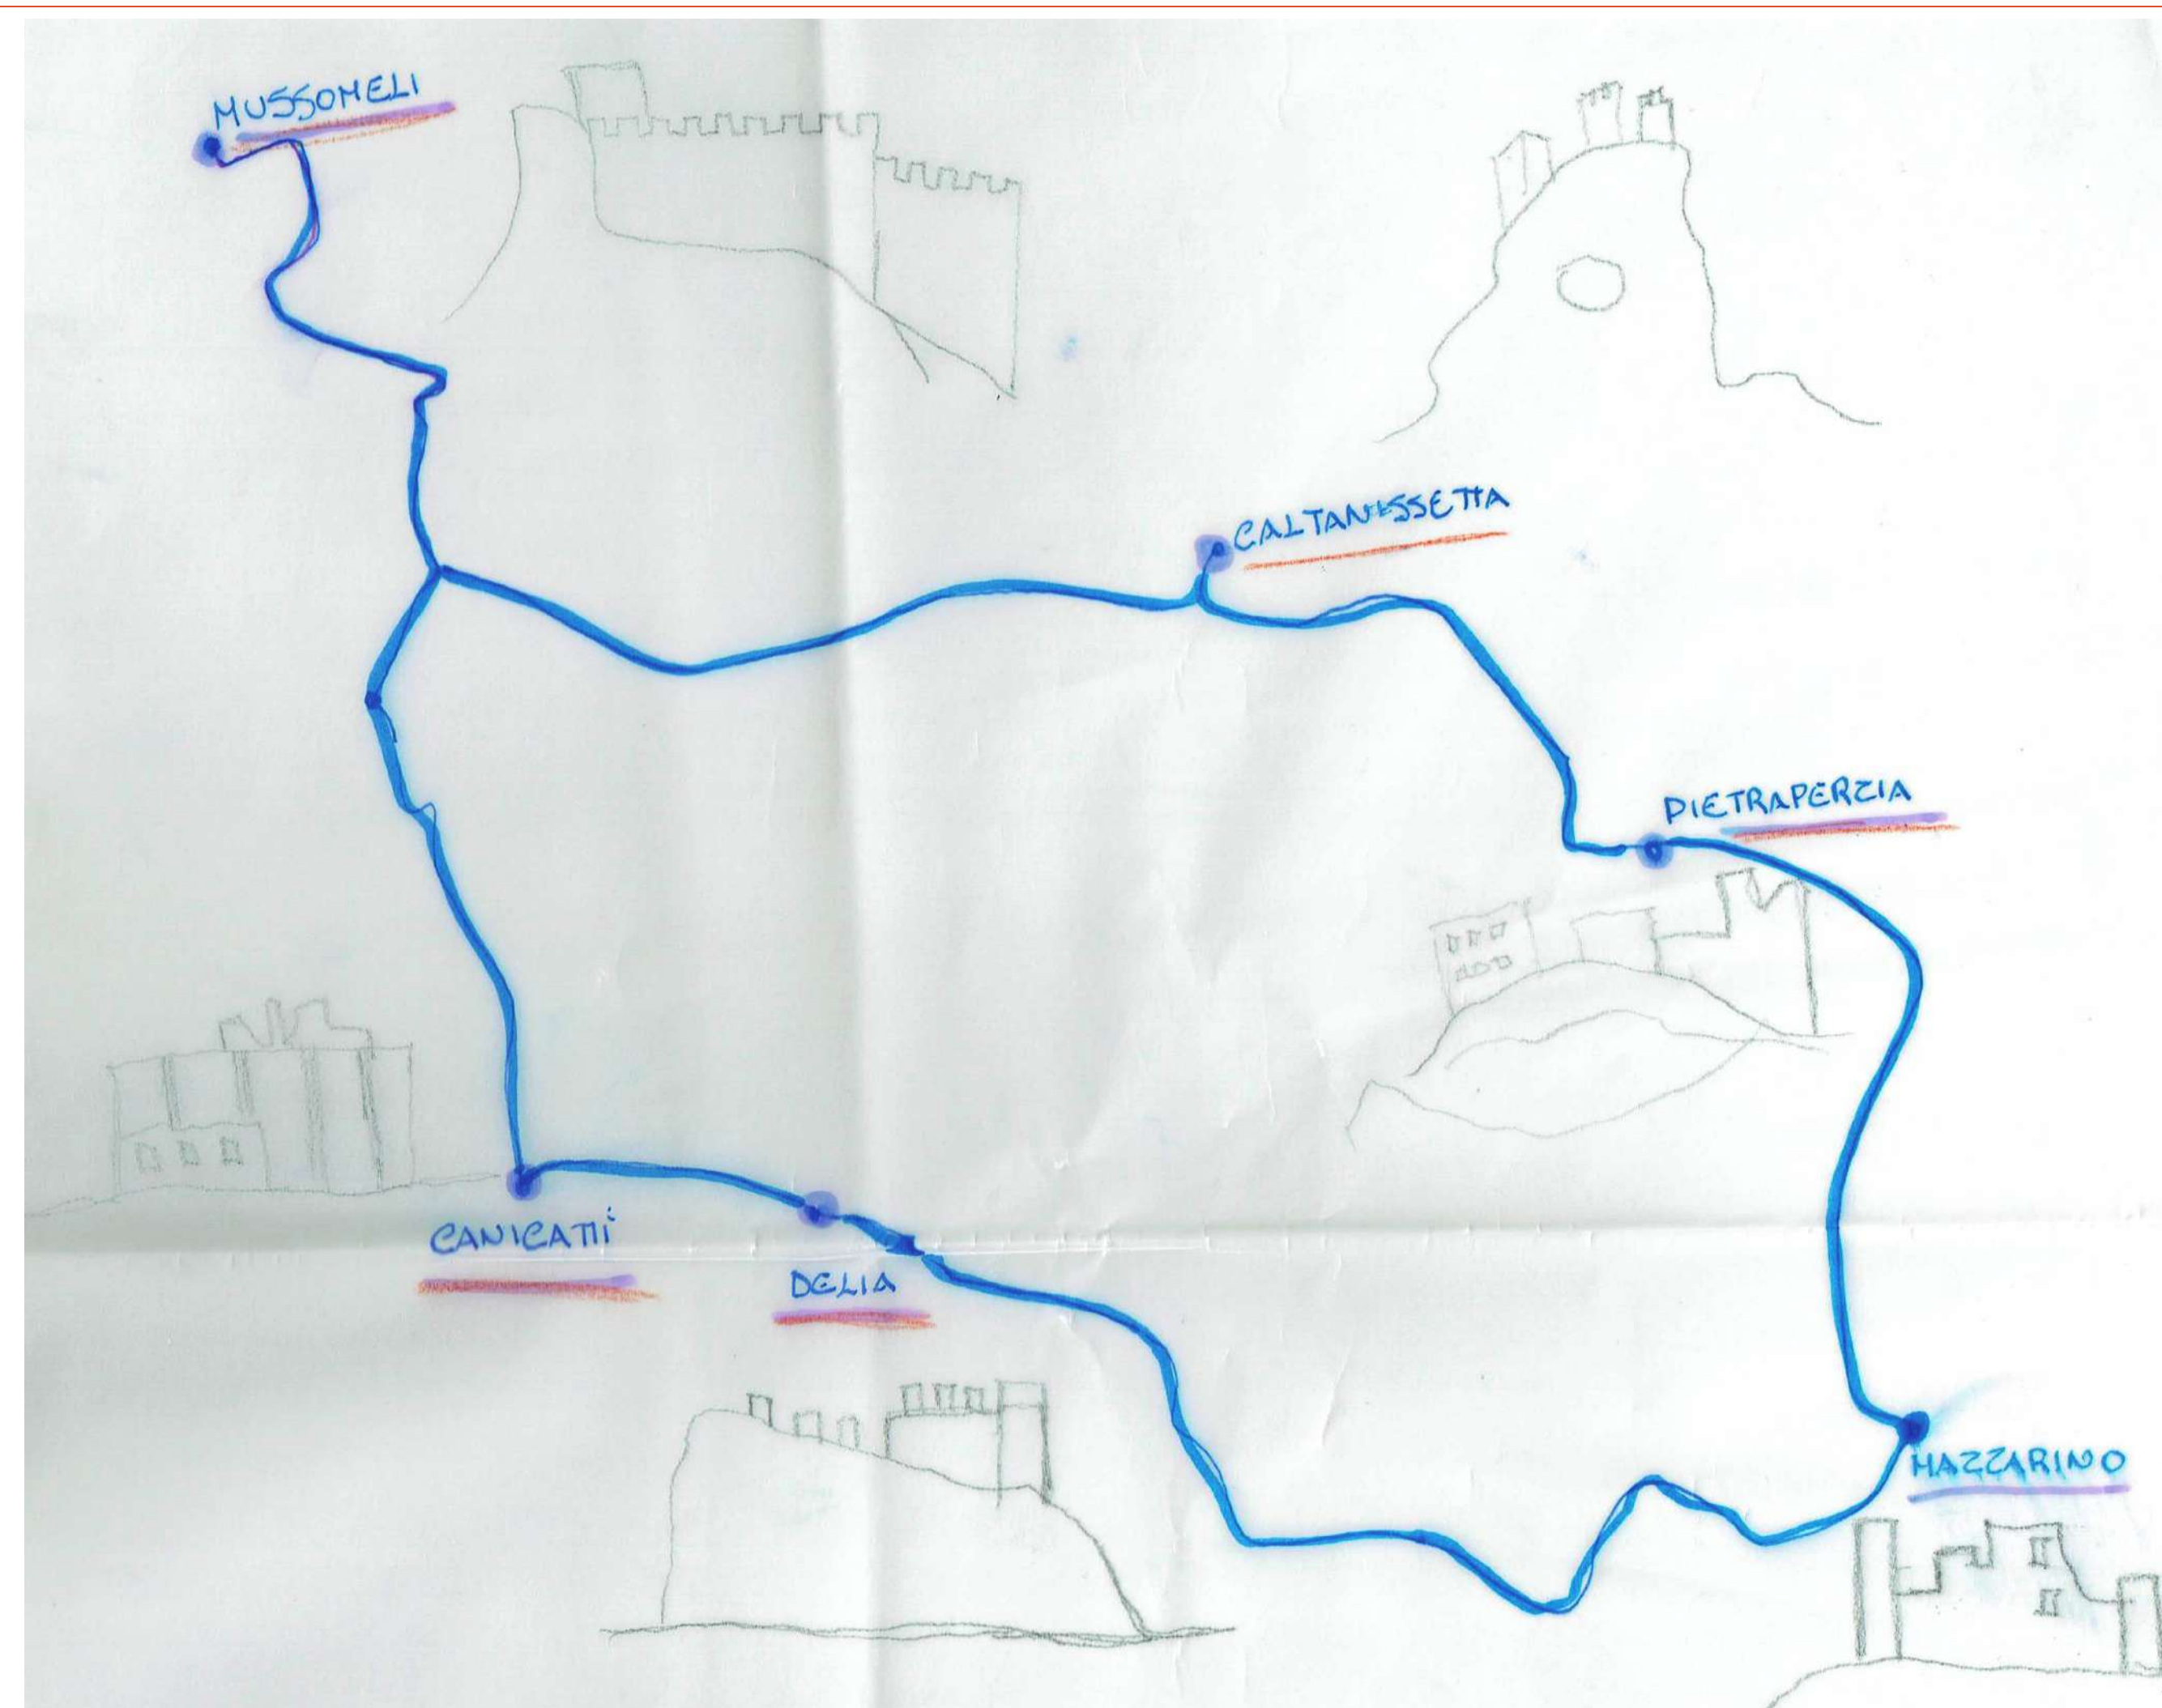 MUSSOMELI
CALTANISSETTA
PIETRAPERZIA
CANICATTÌ
DELIA
MAZZARINO